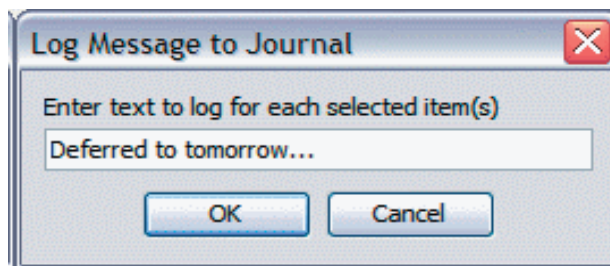 Log Message to Journal
Enter text to log for each selected item(s)
Deferred to tomorrow...
OK Cancel